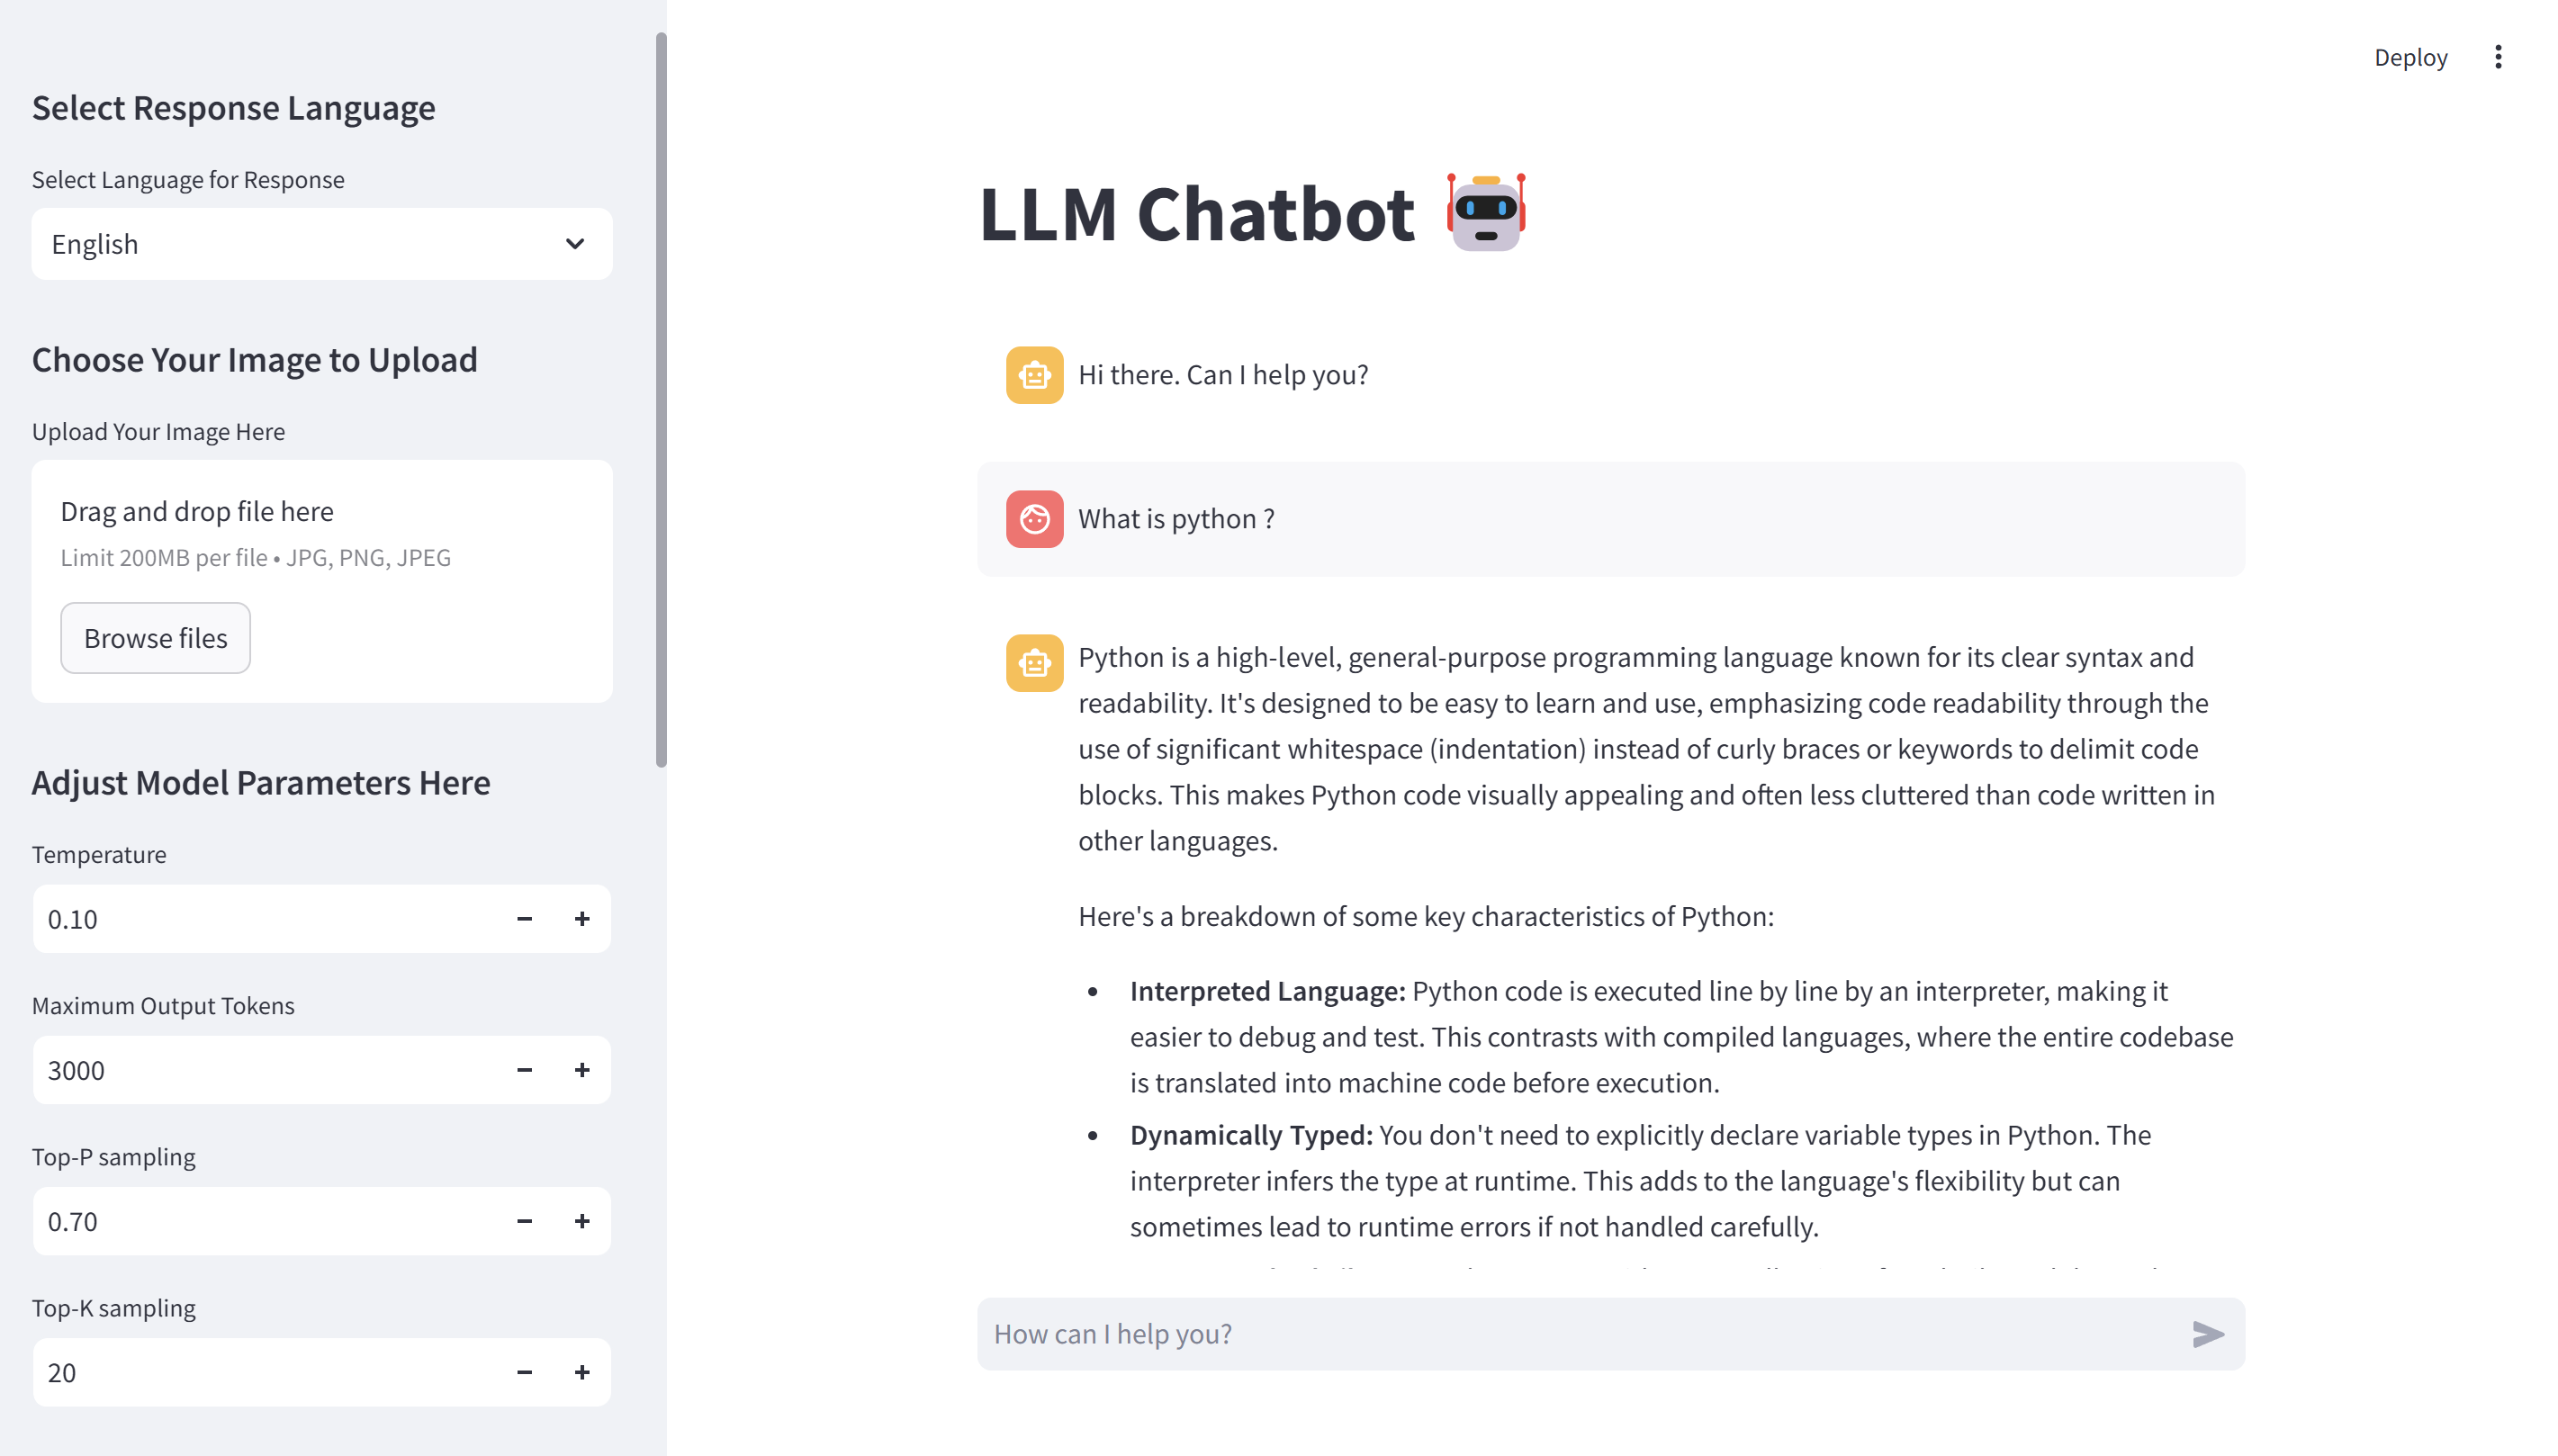 Deploy
Select Response Language
Select Language for Response
English
Choose Your Image to Upload
Upload Your Image Here
Drag and drop file here
Limit 200MB per file • JPG, PNG, JPEG
Browse files
Adjust Model Parameters Here
Temperature
0.10
Maximum Output Tokens
3000
Top-P sampling
0.70
Top-K sampling
20
LLM Chatbot
Hi there. Can I help you?
What is python ?
Python is a high-level, general-purpose programming language known for its clear syntax and
readability. It's designed to be easy to learn and use, emphasizing code readability through the
use of significant whitespace (indentation) instead of curly braces or keywords to delimit code
blocks. This makes Python code visually appealing and often less cluttered than code written in
other languages.
Here's a breakdown of some key characteristics of Python:
• Interpreted Language: Python code is executed line by line by an interpreter, making it
easier to debug and test. This contrasts with compiled languages, where the entire codebase
is translated into machine code before execution.
• Dynamically Typed: You don't need to explicitly declare variable types in Python. The
interpreter infers the type at runtime. This adds to the language's flexibility but can
sometimes lead to runtime errors if not handled carefully.
How can I help you?